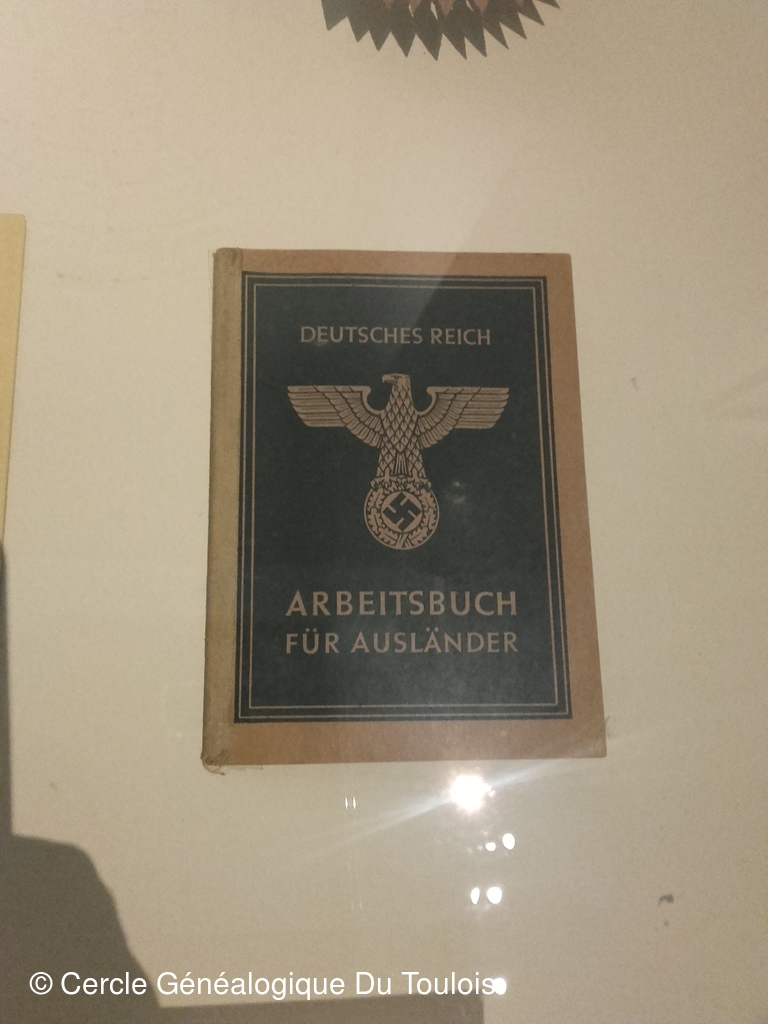 DEUTSCHES REICH
ARBEITSBUCH
FÜR AUSLÄNDER
© Cercle Généalogique Du Toulois